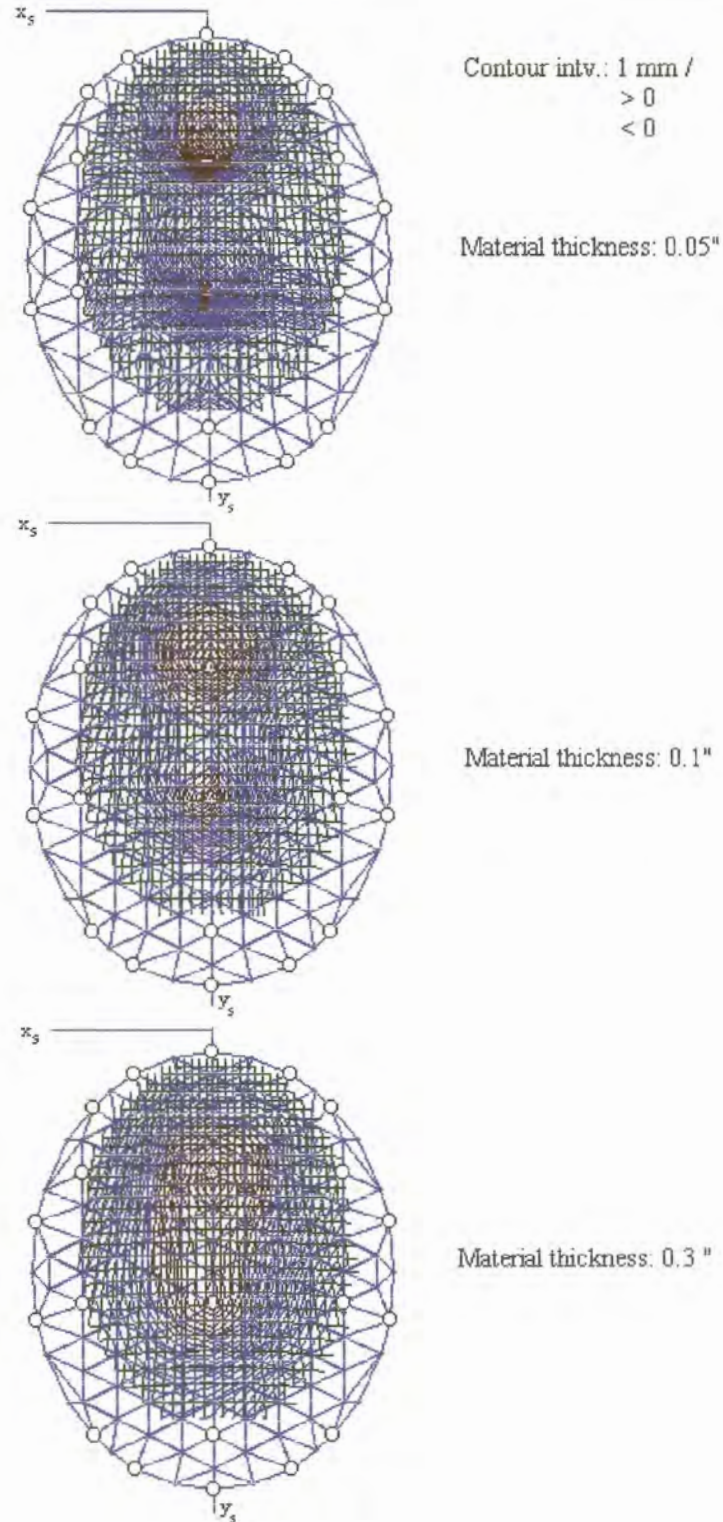 x_s
Contour intv.: 1 mm /
> 0
< 0
Material thickness: 0.05"
y_s
x_s
Material thickness: 0.1"
y_s
x_s
Material thickness: 0.3 "
y_s